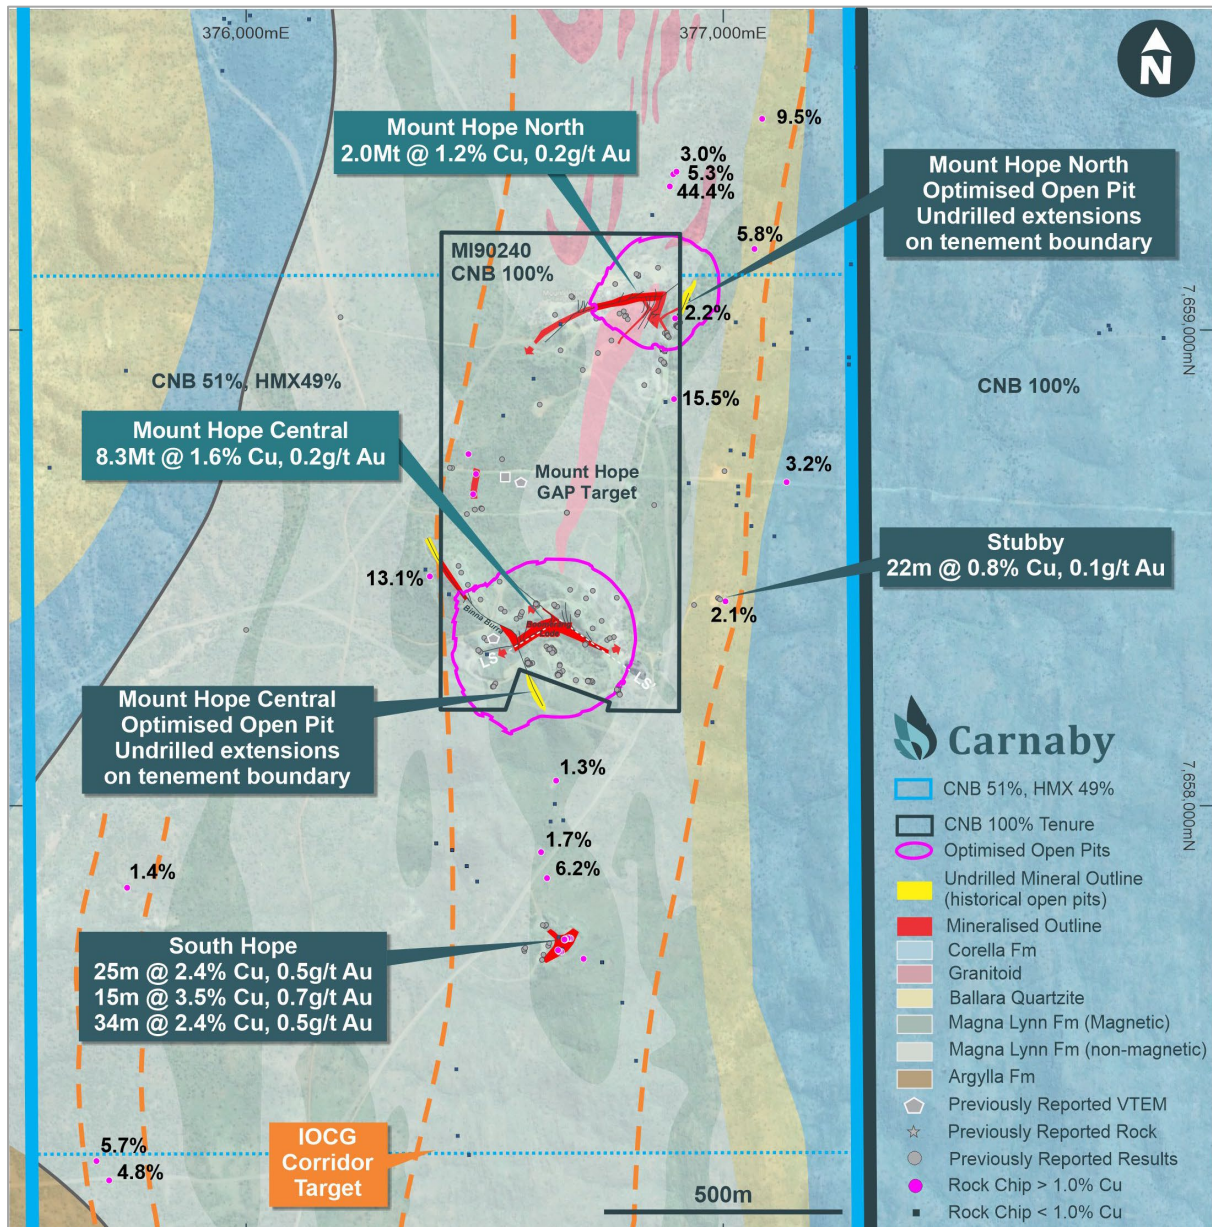 376,000mE
377,000mE
N
9.5%
Mount Hope North
2.0Mt @ 1.2% Cu, 0.2g/t Au
3.0%
5.3%
44.4%
Mount Hope North
Optimised Open Pit
Undrilled extensions
on tenement boundary
5.8%
MI90240
CNB 100%
7,659,000mN
2.2%
CNB 51%, HMX49%
CNB 100%
15.5%
Mount Hope Central
8.3Mt @ 1.6% Cu, 0.2g/t Au
Mount Hope
GAP Target
3.2%
Stubby
22m @ 0.8% Cu, 0.1g/t Au
13.1%
2.1%
Binna Burra
Lode
LS
LS'
Mount Hope Central
Optimised Open Pit
Undrilled extensions
on tenement boundary
Carnaby
1.3%
7,658,000mN
CNB 51%, HMX 49%
CNB 100% Tenure
1.7%
Optimised Open Pits
6.2%
1.4%
Undrilled Mineral Outline
(historical open pits)
Mineralised Outline
South Hope
25m @ 2.4% Cu, 0.5g/t Au
15m @ 3.5% Cu, 0.7g/t Au
34m @ 2.4% Cu, 0.5g/t Au
Corella Fm
Granitoid
Ballara Quartzite
Magna Lynn Fm (Magnetic)
Magna Lynn Fm (non-magnetic)
Argylla Fm
Previously Reported VTEM
Previously Reported Rock
Previously Reported Results
Rock Chip > 1.0% Cu
Rock Chip < 1.0% Cu
5.7%
4.8%
IOCG
Corridor
Target
500m